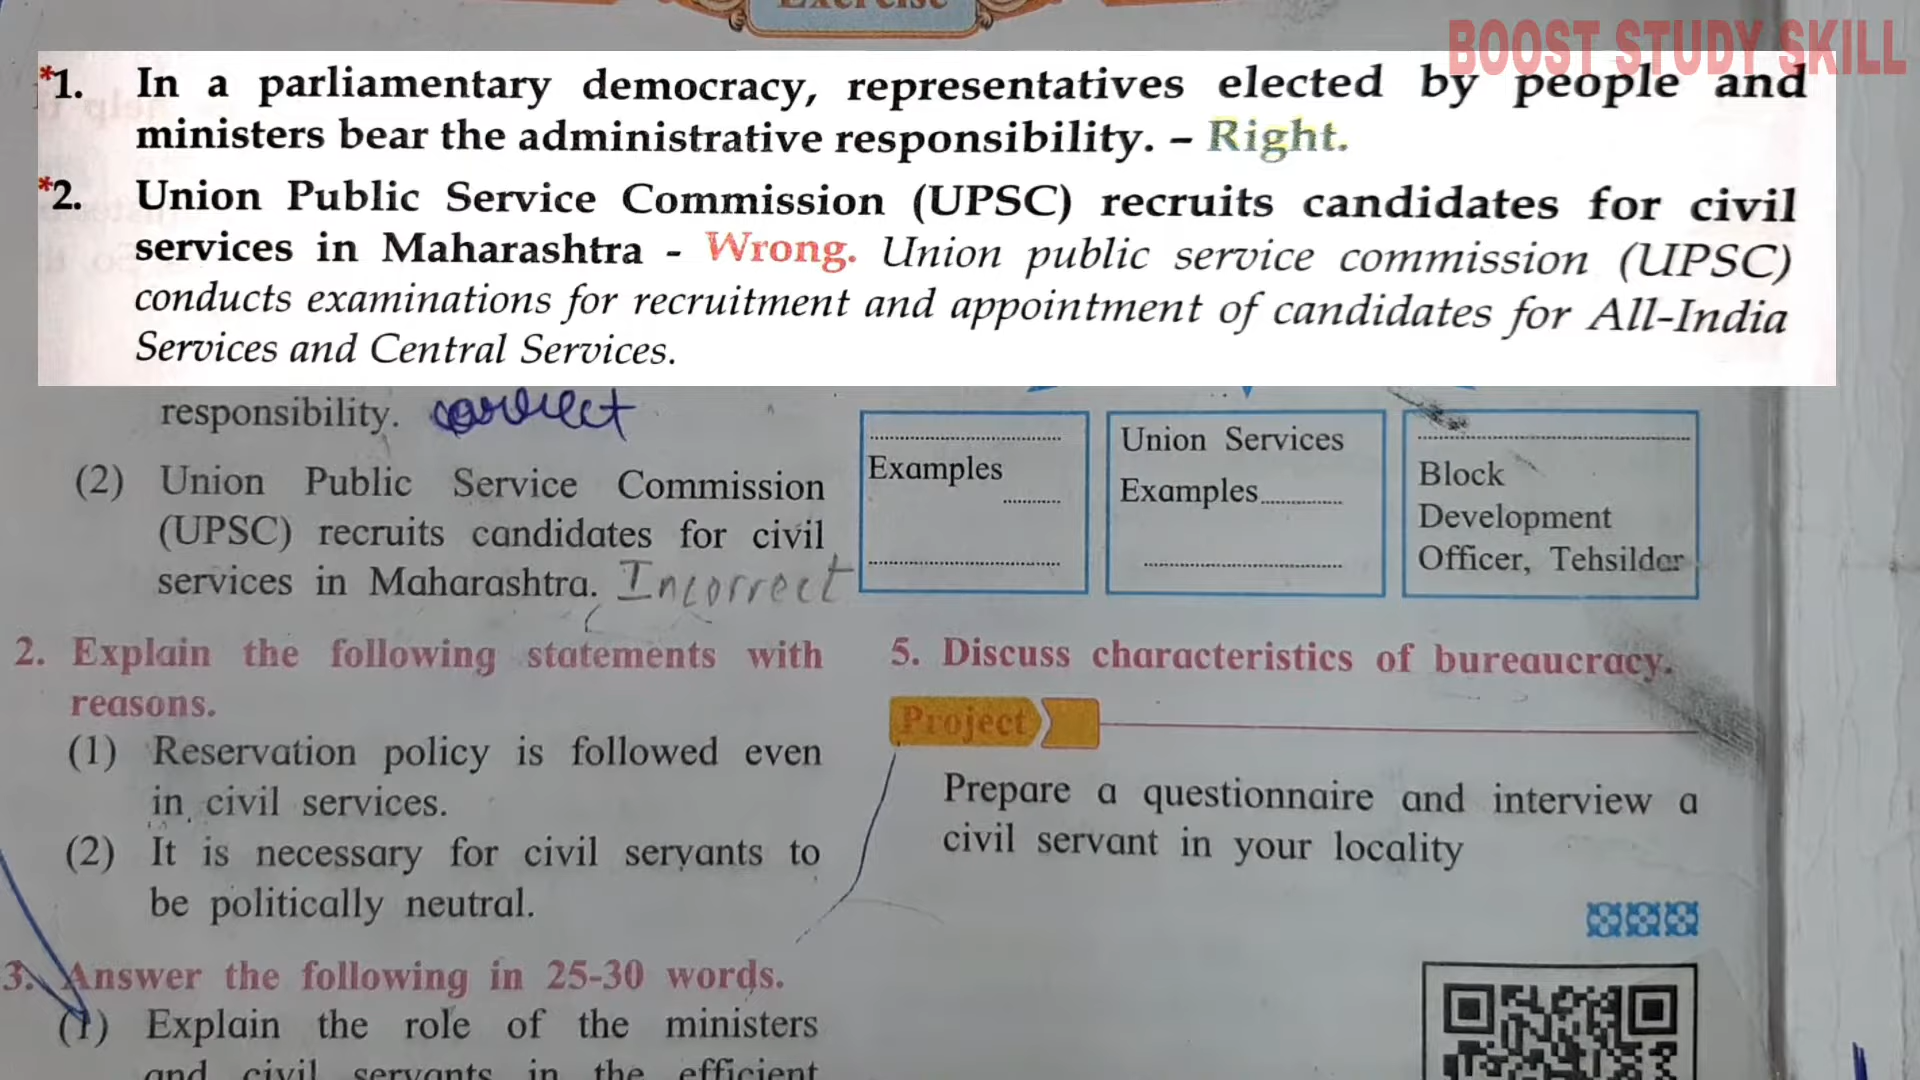 Exercise
BOOST STUDY SKILL
*1. In a parliamentary democracy, representatives elected by people and
ministers bear the administrative responsibility. – Right.
*2. Union Public Service Commission (UPSC) recruits candidates for civil
services in Maharashtra - Wrong. Union public service commission (UPSC)
conducts examinations for recruitment and appointment of candidates for All-India
Services and Central Services.
responsibility. correct
(2) Union Public Service Commission
(UPSC) recruits candidates for civil
services in Maharashtra. Incorrect
2. Explain the following statements with
reasons.
(1) Reservation policy is followed even
in civil services.
(2) It is necessary for civil servants to
be politically neutral.
3. Answer the following in 25-30 words.
(1) Explain the role of the ministers
and civil servants in the efficient
....................
Examples
..........
....................
Union Services
Examples..............
....................
....................
Block
Development
Officer, Tehsildar
5. Discuss characteristics of bureaucracy.
Project
Prepare a questionnaire and interview a
civil servant in your locality